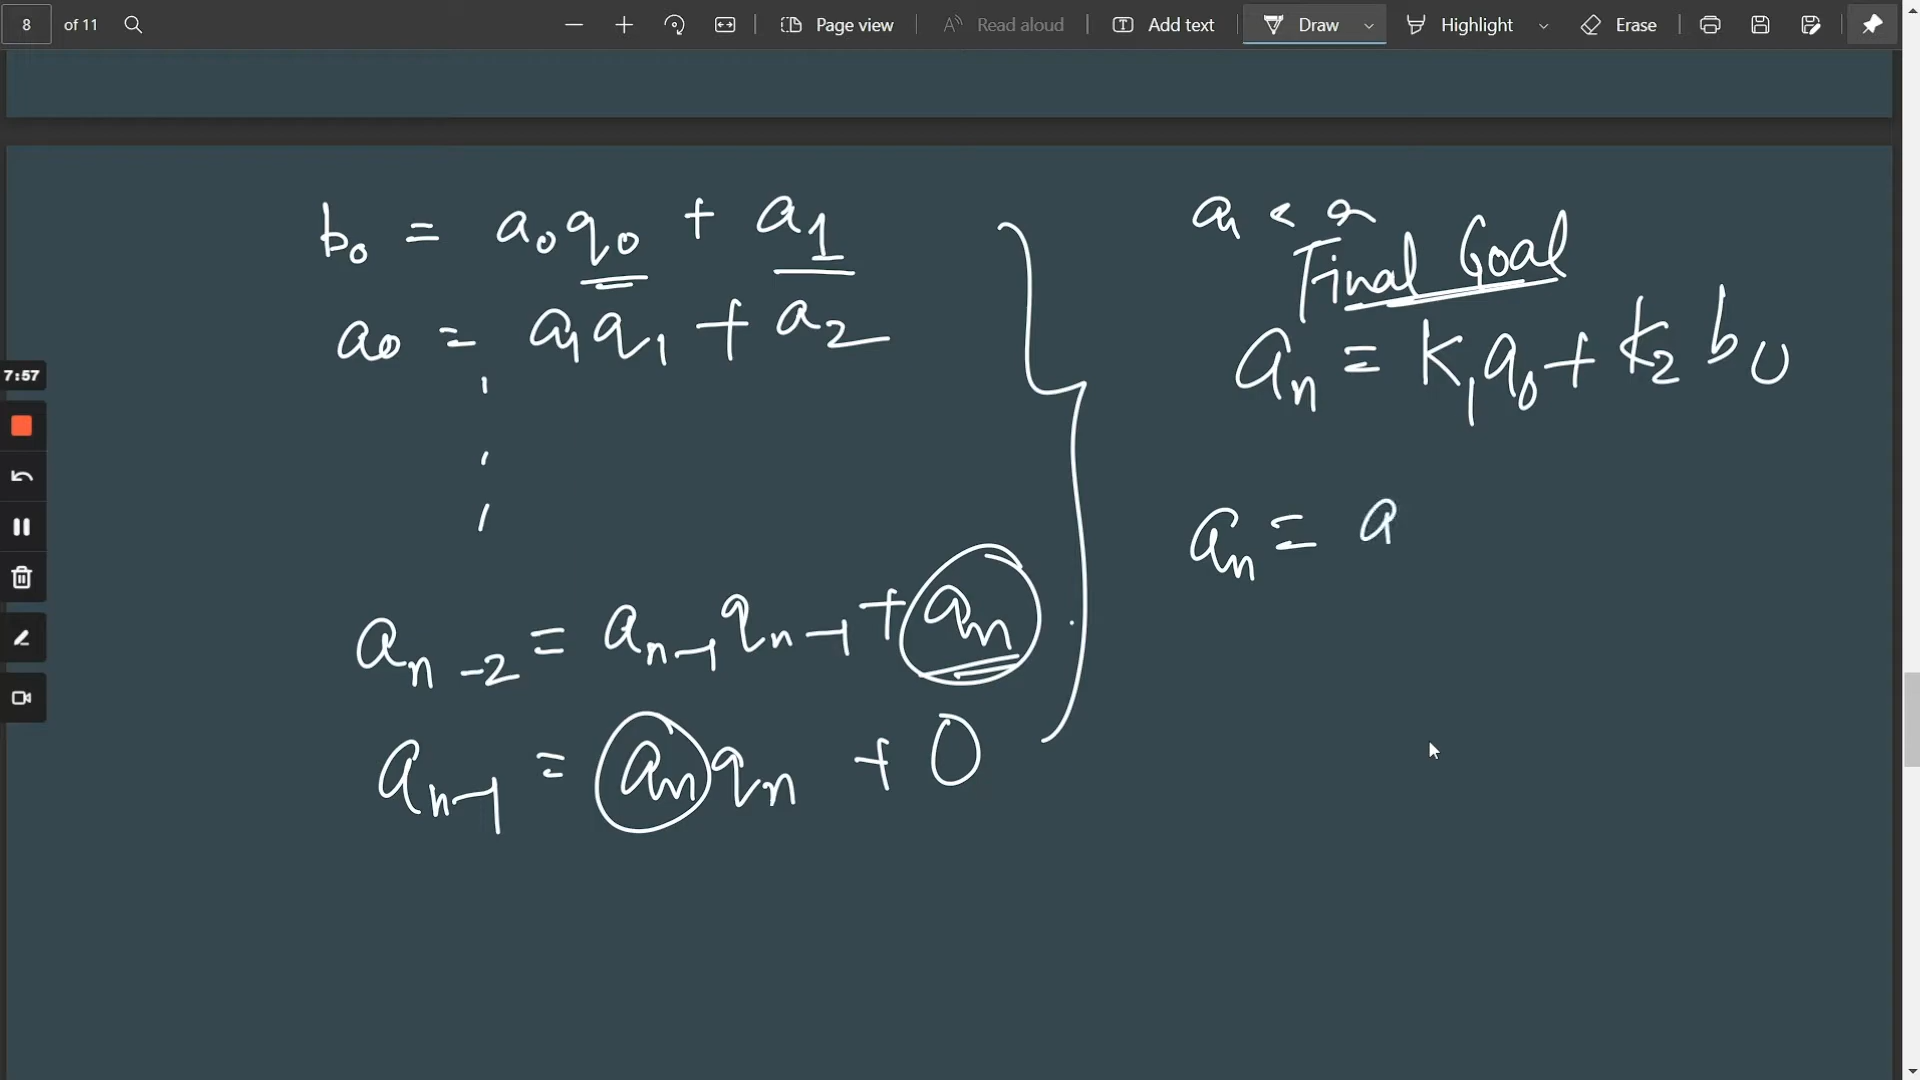 8 of 11 Page view Read aloud Add text Draw Highlight Erase
b₀ = a₀q₀ + a₁
a₀ = a₁q₁ + a₂
aₙ₋₂ = aₙ₋₁qₙ₋₁ + aₙ
aₙ₋₁ = aₙqₙ + 0
Final Goal
aₙ = K₁a₀ + K₂b₀
aₙ = a
7:57